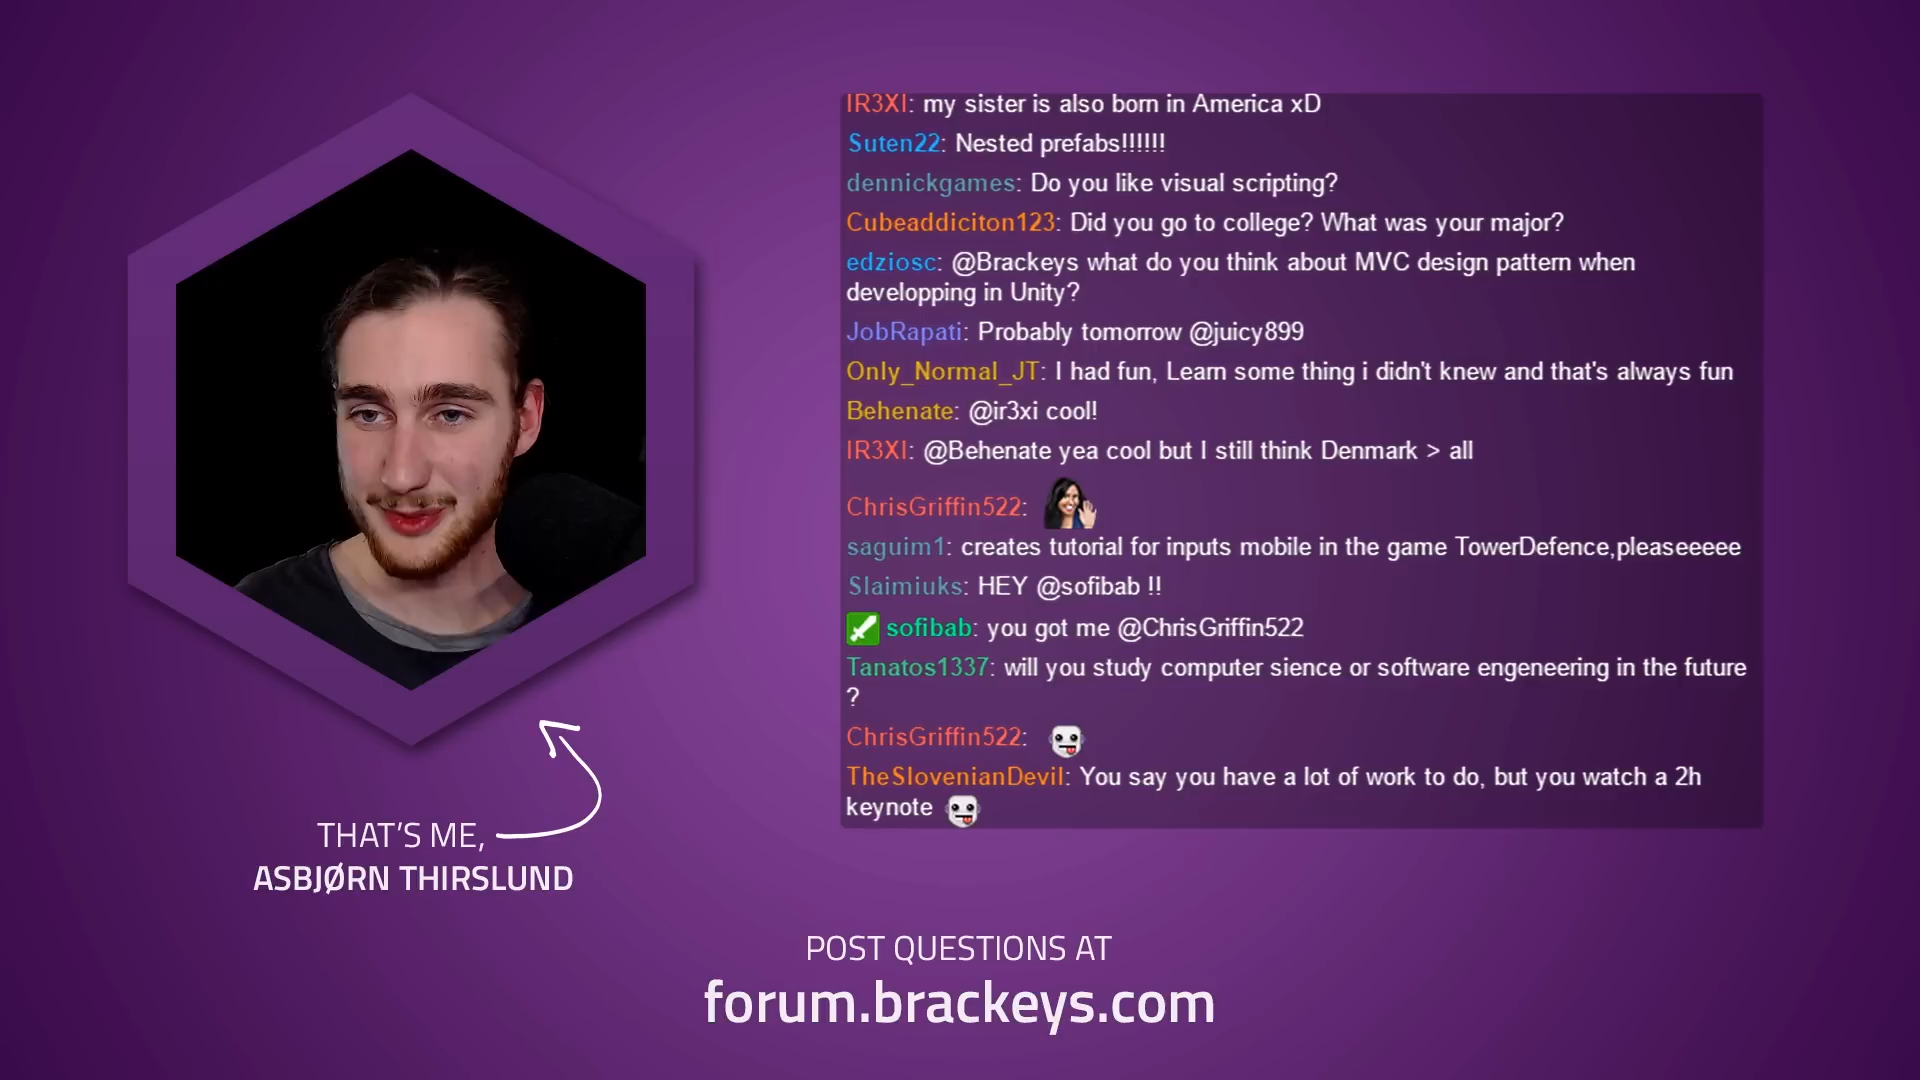 IR3XI: my sister is also born in America xD
Suten22: Nested prefabs!!!!!!
dennickgames: Do you like visual scripting?
Cubeaddiciton123: Did you go to college? What was your major?
edziosc: @Brackeys what do you think about MVC design pattern when
developping in Unity?
JobRapati: Probably tomorrow @juicy899
Only_Normal_JT: I had fun, Learn some thing i didn't knew and that's always fun
Behenate: @ir3xi cool!
IR3XI: @Behenate yea cool but I still think Denmark > all
ChrisGriffin522:
saguim1: creates tutorial for inputs mobile in the game TowerDefence,pleaseeeee
Slaimiuks: HEY @sofibab !!
sofibab: you got me @ChrisGriffin522
Tanatos1337: will you study computer sience or software engeneering in the future
?
ChrisGriffin522:
TheSlovenianDevil: You say you have a lot of work to do, but you watch a 2h
keynote
THAT'S ME,
ASBJØRN THIRSLUND
POST QUESTIONS AT
forum.brackeys.com